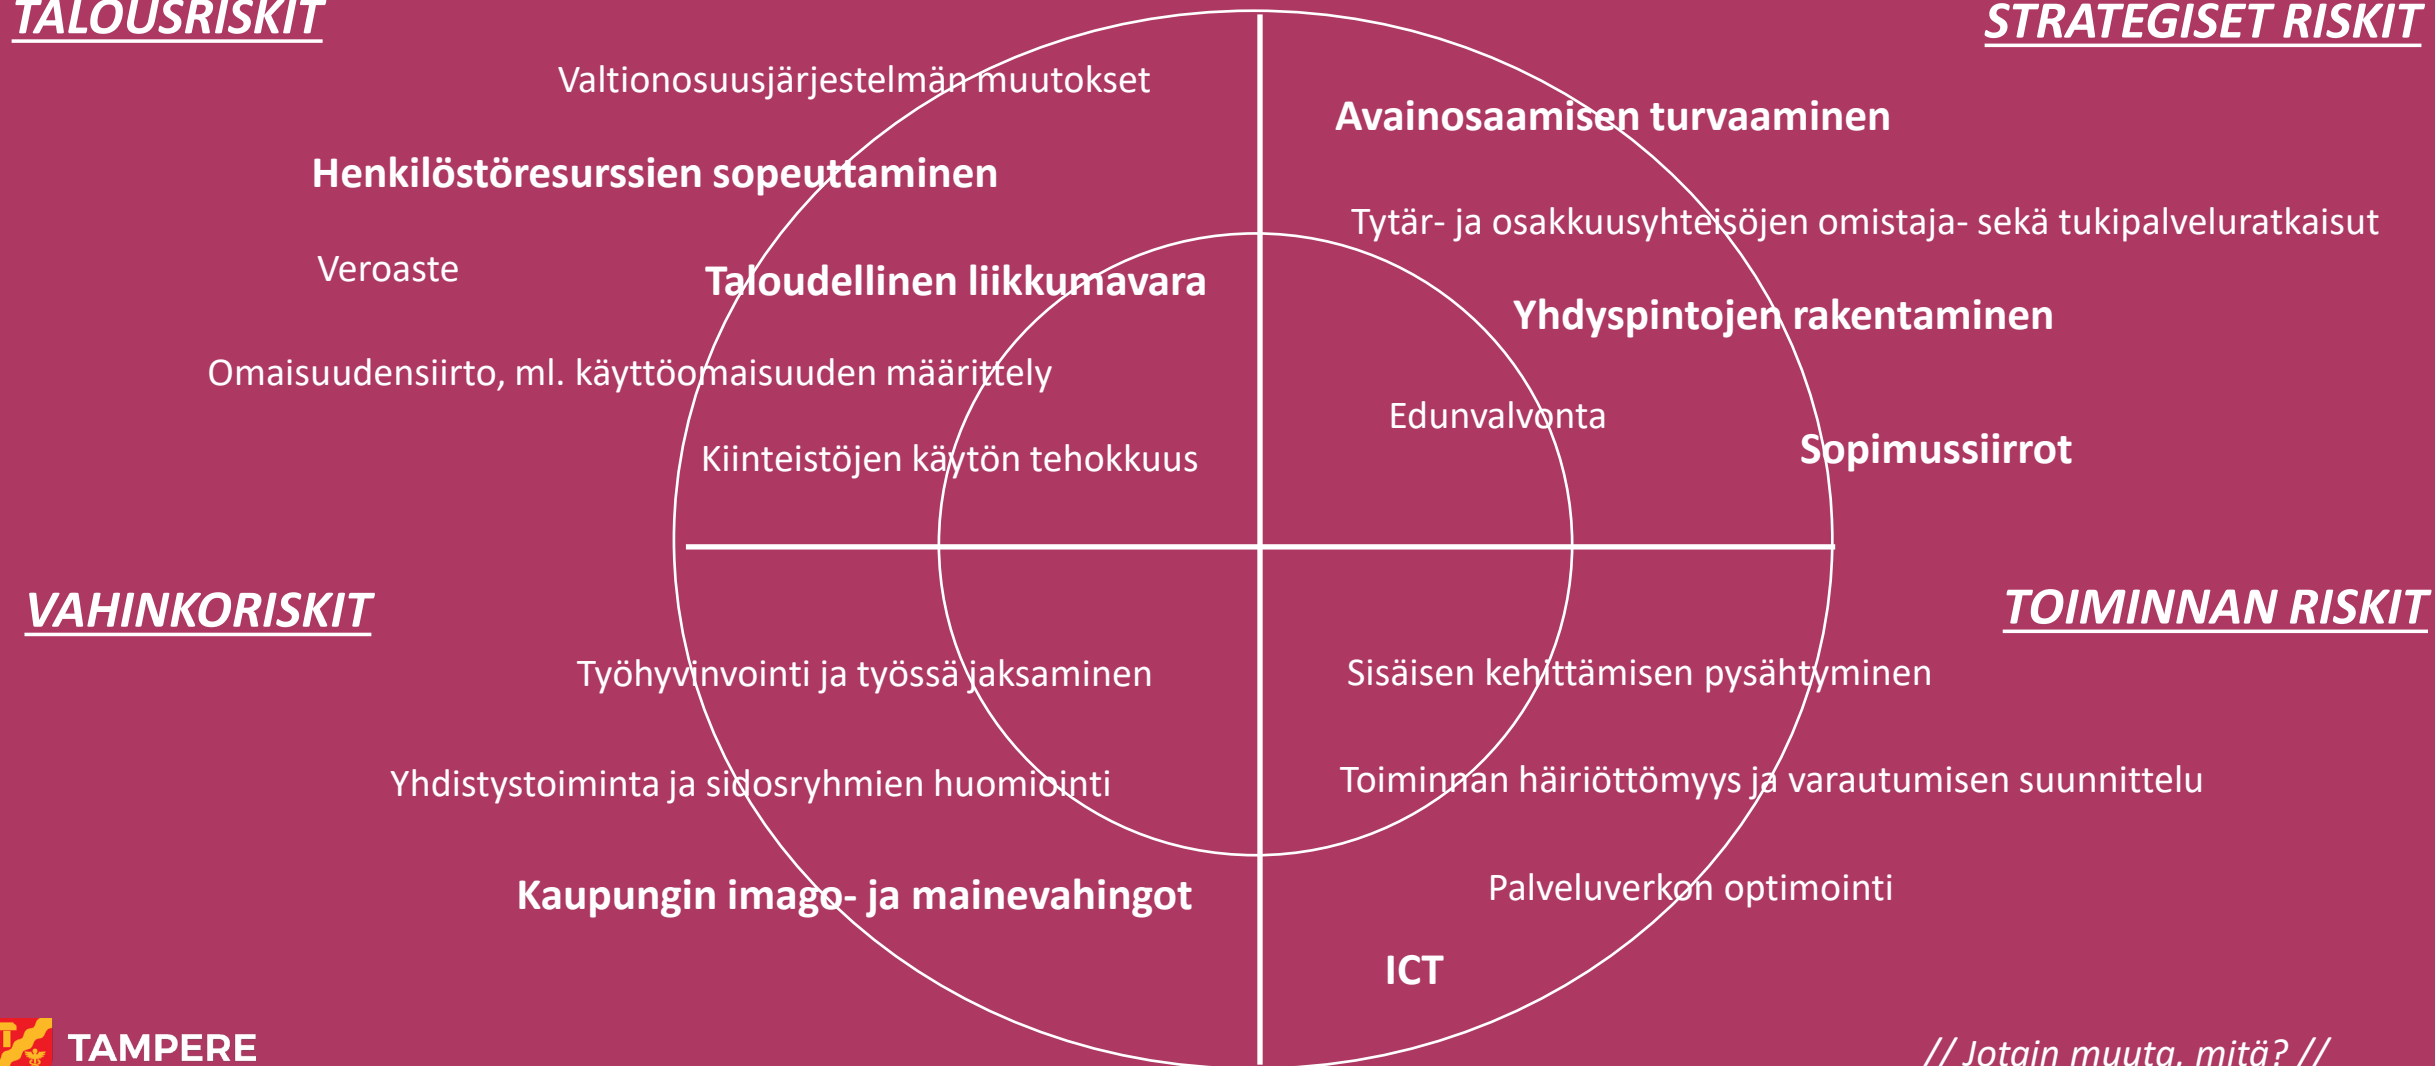 TALOUSRISKIT
Valtionosuusjärjestelmän muutokset
Henkilöstöresurssien sopeuttaminen
Veroaste
Taloudellinen liikkumavara
Omaisuudensiirto, ml. käyttöomaisuuden määrittely
Kiinteistöjen käytön tehokkuus
STRATEGISET RISKIT
Avainosaamisen turvaaminen
Tytär- ja osakkuusyhteisöjen omistaja- sekä tukipalveluratkaisut
Yhdyspintojen rakentaminen
Edunvalvonta
Sopimussiirrot
VAHINKORISKIT
Työhyvinvointi ja työssä jaksaminen
Yhdistystoiminta ja sidosryhmien huomiointi
Kaupungin imago- ja mainevahingot
TOIMINNAN RISKIT
Sisäisen kehittämisen pysähtyminen
Toiminnan häiriöttömyys ja varautumisen suunnittelu
Palveluverkon optimointi
ICT
TAMPERE
// Jotain muuta, mitä? //